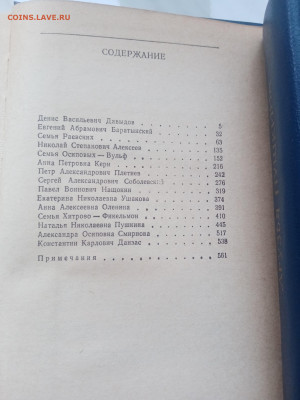 COINS.LAVE.RU
СОДЕРЖАНИЕ
Денис Васильевич Давыдов . . . . . . 5
Евгений Абрамович Баратынский . . . . . 32
Семья Раевских . . . . . . . . 63
Николай Степанович Алексеев . . . . . 135
Семья Осиповых — Вульф . . . . . . 152
Анна Петровна Керн . . . . . . . 216
Петр Александрович Плетнев . . . . . 242
Сергей Александрович Соболевский . . . . 276
Павел Воинович Нащокин . . . . . . 319
Екатерина Николаевна Ушакова . . . . . 374
Анна Алексеевна Оленина . . . . . . 391
Семья Хитрово — Фикельмон . . . . . . 410
Наталья Николаевна Пушкина . . . . . 445
Александра Осиповна Смирнова . . . . . 517
Константин Карлович Данзас . . . . . 538
Примечания . . . . . . . . 561